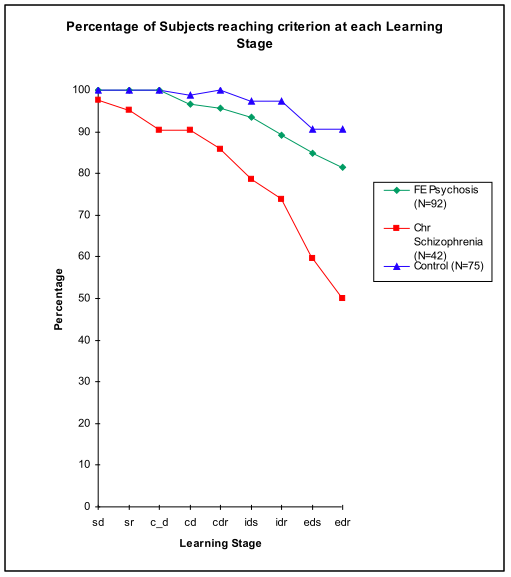 Percentage of Subjects reaching criterion at each Learning
Stage
100
90
80
70
60
50
40
30
20
10
0
Percentage
sd sr c_d cd cdr ids idr eds edr
Learning Stage
FE Psychosis
(N=92)
Chr
Schizophrenia
(N=42)
Control (N=75)